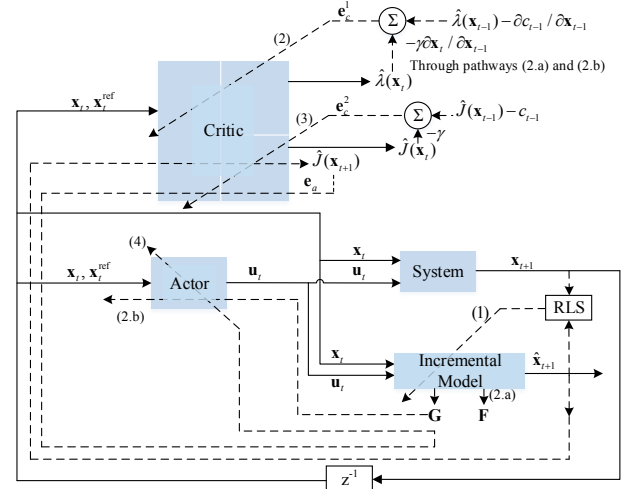 (2)
𝐞_c^1
Σ
λ̂(𝐱_{t−1}) − ∂c_{t−1} / ∂𝐱_{t−1}
−γ∂𝐱_t / ∂𝐱_{t−1}
Through pathways (2.a) and (2.b)
λ̂(𝐱_t)
𝐱_t, 𝐱_t^{ref}
Critic
(3)
𝐞_c^2
Σ
Ĵ(𝐱_{t−1}) − c_{t−1}
−γ
Ĵ(𝐱_t)
Ĵ(𝐱_{t+1})
𝐞_a
(4)
𝐱_t, 𝐱_t^{ref}
Actor
𝐮_t
𝐱_t
𝐮_t
System
𝐱_{t+1}
(2.b)
(1)
RLS
𝐱_t
𝐮_t
Incremental
Model
𝐱̂_{t+1}
(2.a)
𝐆
𝐅
z^{-1}